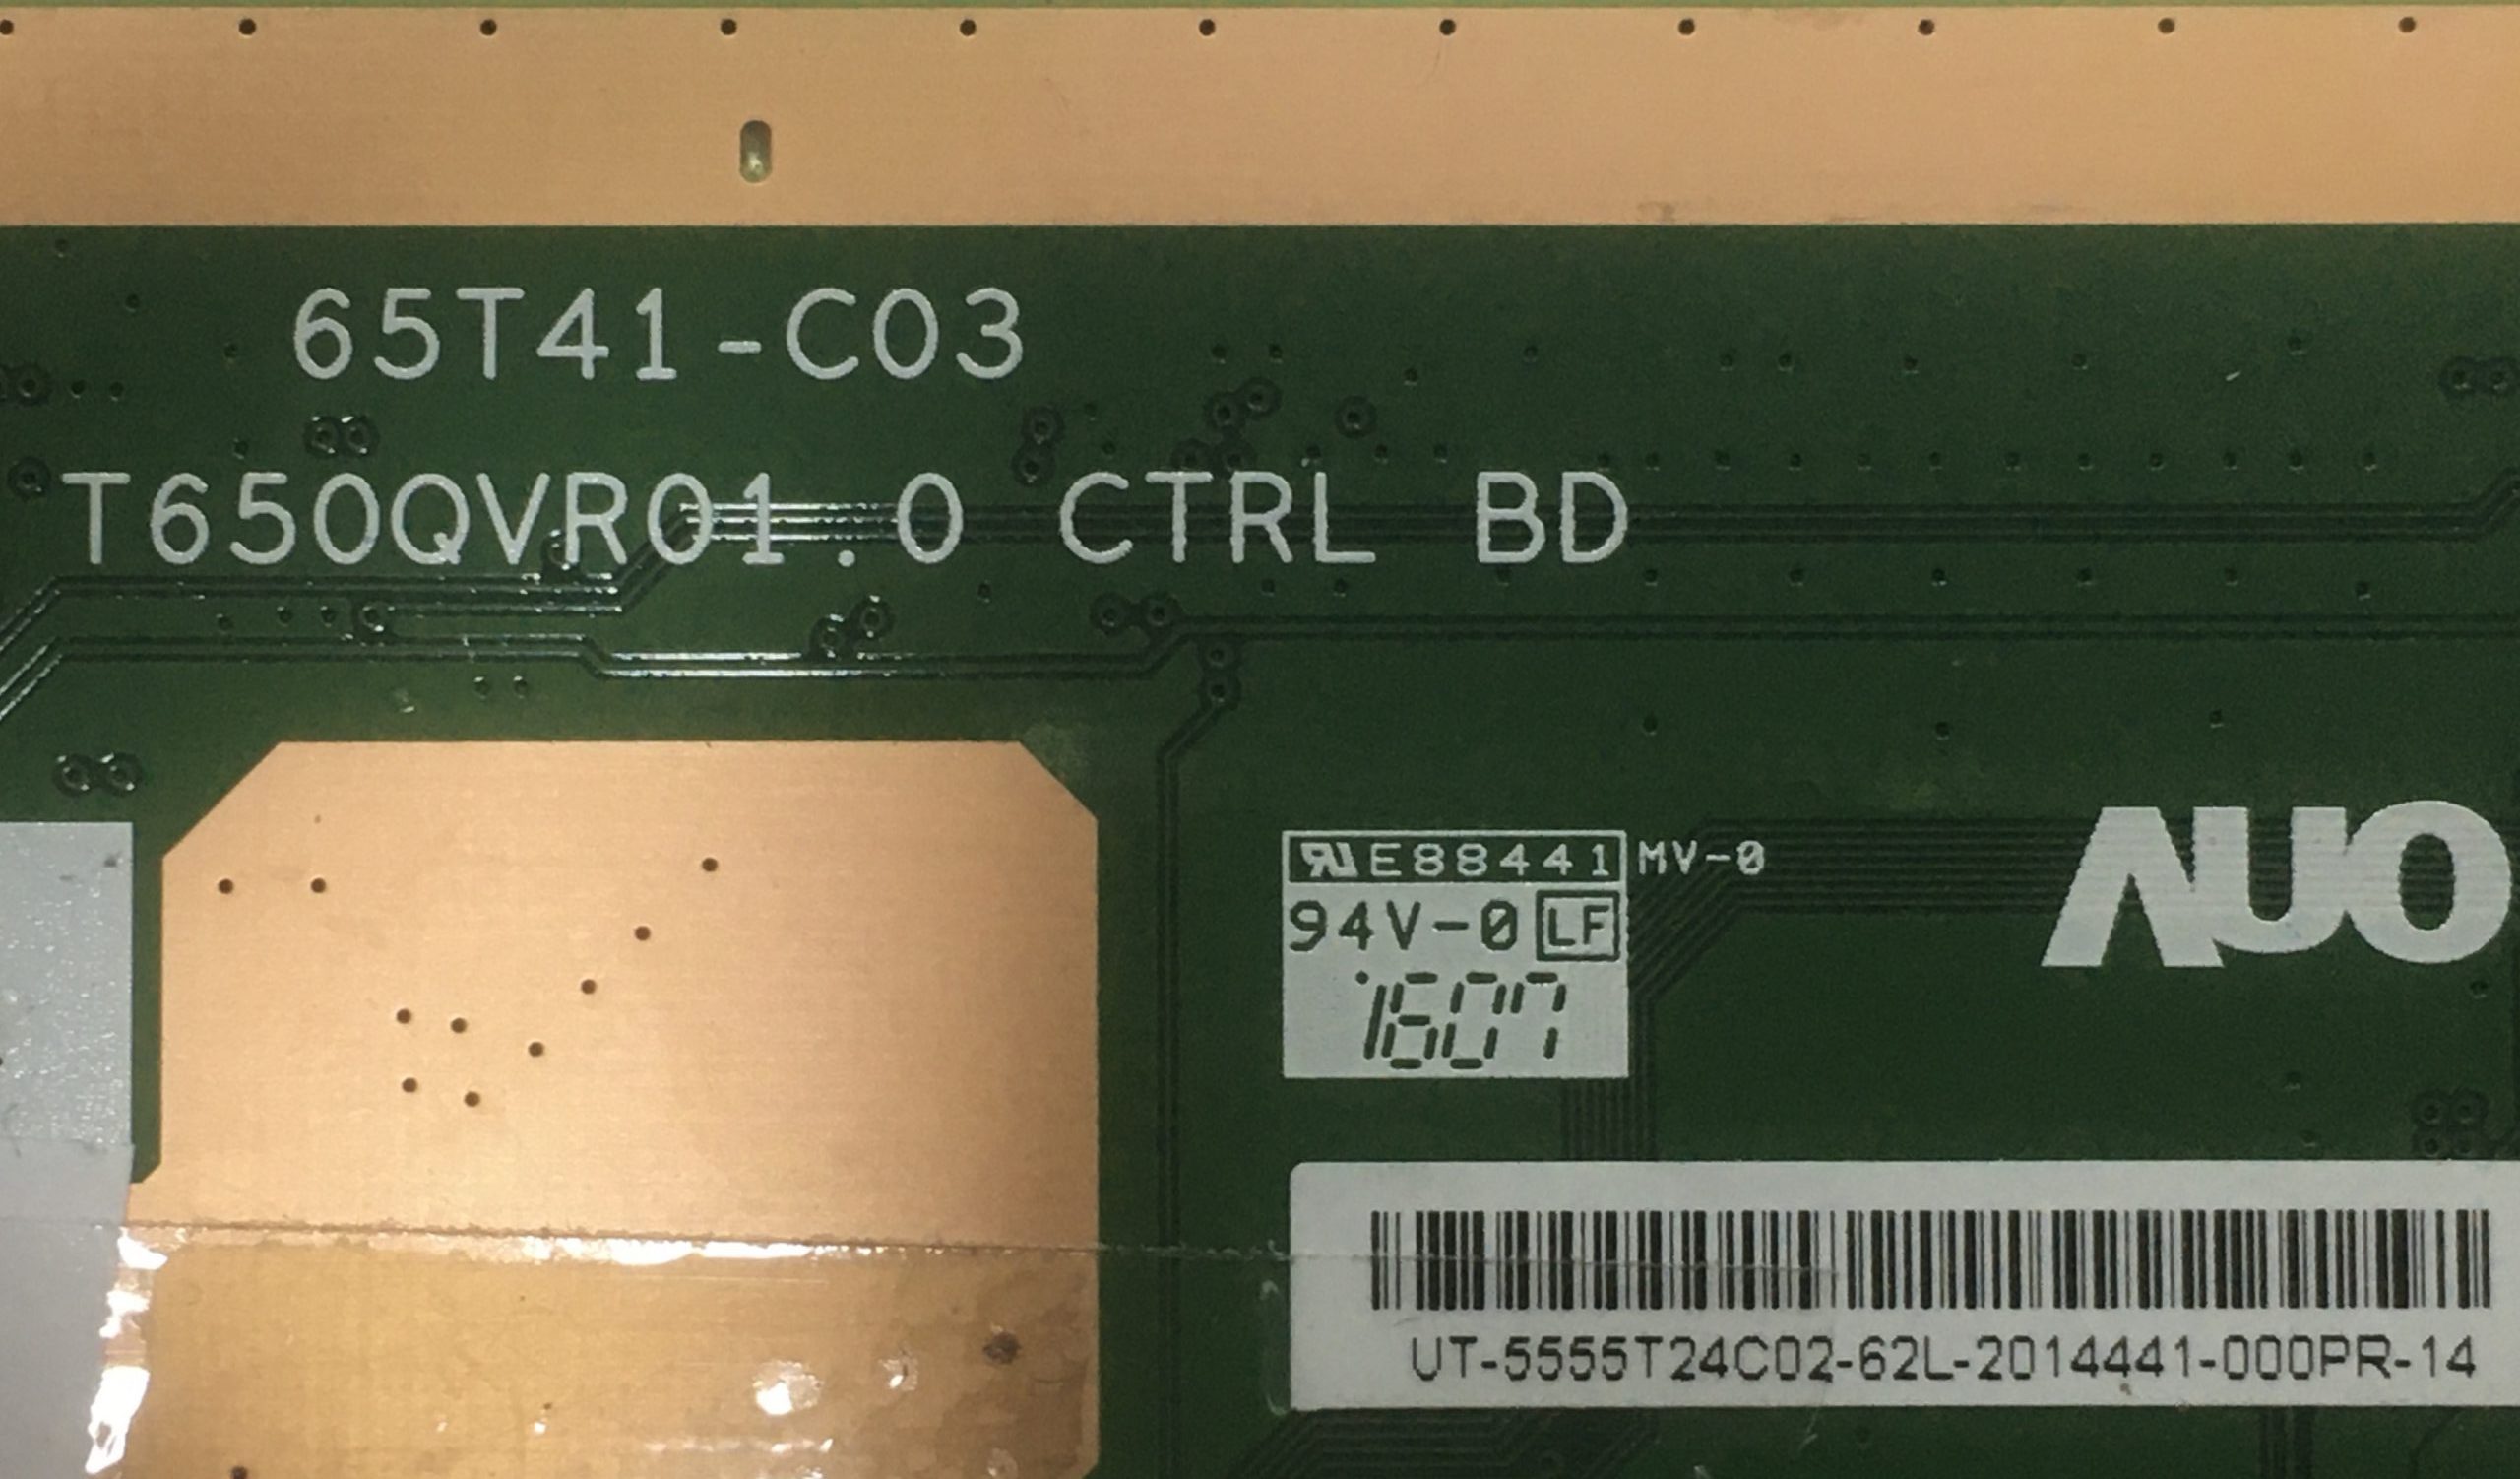 65T41-C03
T650QVR01.0 CTRL BD
E88441 MV-0
94V-0 LF
1607
AUO
UT-5555T24C02-62L-2014441-000PR-14